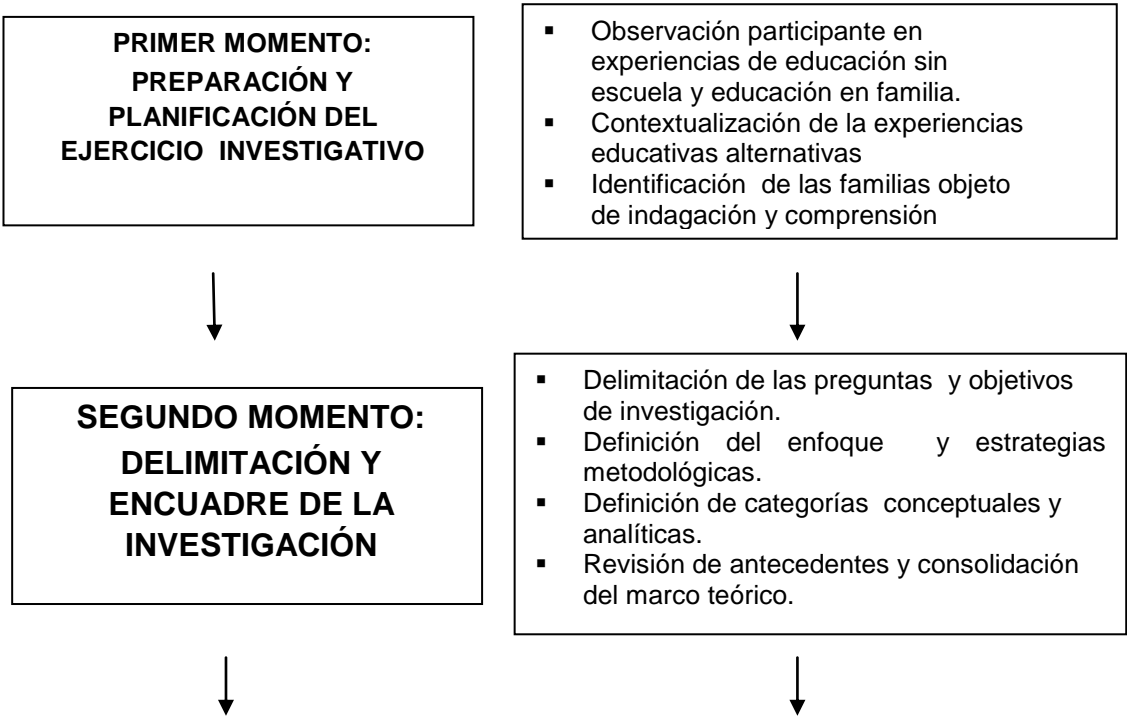 PRIMER MOMENTO:
PREPARACIÓN Y
PLANIFICACIÓN DEL
EJERCICIO INVESTIGATIVO
▪ Observación participante en
experiencias de educación sin
escuela y educación en familia.
▪ Contextualización de la experiencias
educativas alternativas
▪ Identificación de las familias objeto
de indagación y comprensión
SEGUNDO MOMENTO:
DELIMITACIÓN Y
ENCUADRE DE LA
INVESTIGACIÓN
▪ Delimitación de las preguntas y objetivos
de investigación.
▪ Definición del enfoque y estrategias
metodológicas.
▪ Definición de categorías conceptuales y
analíticas.
▪ Revisión de antecedentes y consolidación
del marco teórico.